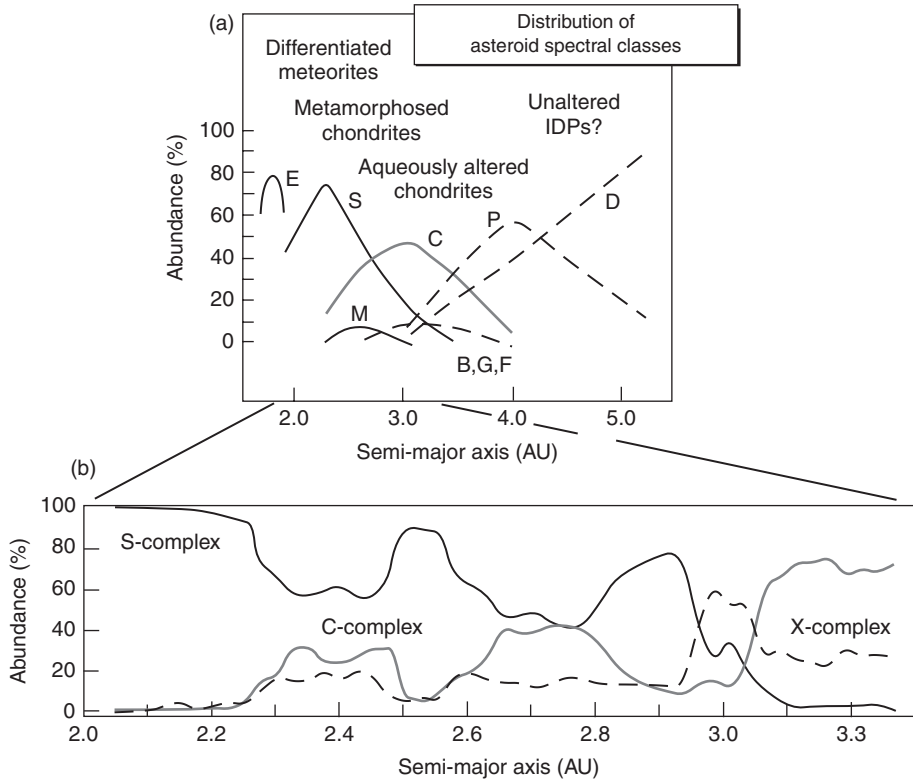 (a)
Distribution of
asteroid spectral classes
Differentiated
meteorites
Metamorphosed
chondrites
Unaltered
IDPs?
Aqueously altered
chondrites
Abundance (%)
100
80
60
40
20
0
E
S
C
P
D
M
B,G,F
2.0 3.0 4.0 5.0
Semi-major axis (AU)
(b)
Abundance (%)
100
80
60
40
20
0
S-complex
C-complex
X-complex
2.0 2.2 2.4 2.6 2.8 3.0 3.3
Semi-major axis (AU)